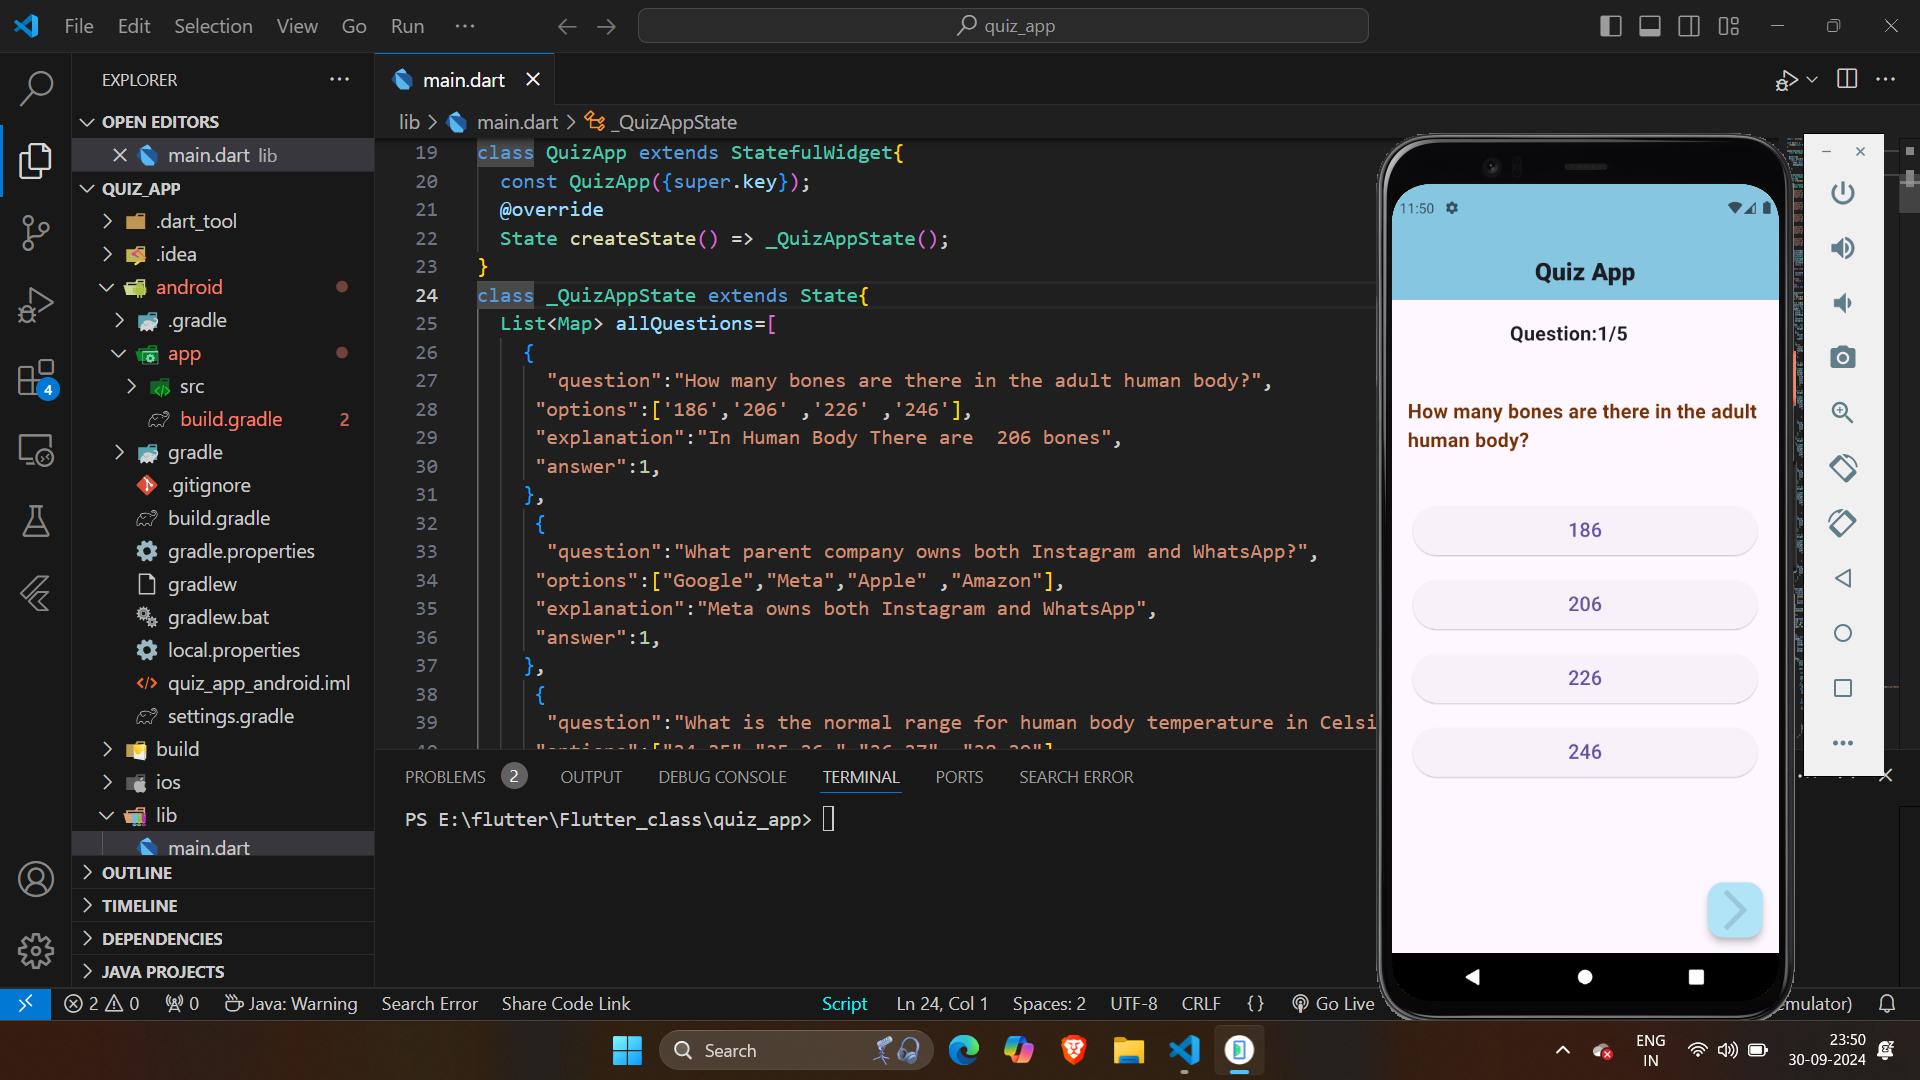 File Edit Selection View Go Run ···
quiz_app
EXPLORER
OPEN EDITORS
main.dart lib
QUIZ_APP
.dart_tool
.idea
android
.gradle
app
src
build.gradle 2
gradle
.gitignore
build.gradle
gradle.properties
gradlew
gradlew.bat
local.properties
quiz_app_android.iml
settings.gradle
build
ios
lib
main.dart
OUTLINE
TIMELINE
DEPENDENCIES
JAVA PROJECTS
4
main.dart
lib > main.dart > _QuizAppState
19 class QuizApp extends StatefulWidget{
20 const QuizApp({super.key});
21 @override
22 State createState() => _QuizAppState();
23 }
24 class _QuizAppState extends State{
25 List<Map> allQuestions=[
26 {
27 "question":"How many bones are there in the adult human body?",
28 "options":['186','206' ,'226' ,'246'],
29 "explanation":"In Human Body There are  206 bones",
30 "answer":1,
31 },
32 {
33 "question":"What parent company owns both Instagram and WhatsApp?",
34 "options":["Google","Meta","Apple" ,"Amazon"],
35 "explanation":"Meta owns both Instagram and WhatsApp",
36 "answer":1,
37 },
38 {
39 "question":"What is the normal range for human body temperature in Celsi
PROBLEMS 2 OUTPUT DEBUG CONSOLE TERMINAL PORTS SEARCH ERROR
PS E:\flutter\Flutter_class\quiz_app>
11:50
Quiz App
Question:1/5
How many bones are there in the adult
human body?
186
206
226
246
2 0 0 Java: Warning Search Error Share Code Link Script Ln 24, Col 1 Spaces: 2 UTF-8 CRLF {} Go Live mulator)
Search
ENG
IN
23:50
30-09-2024